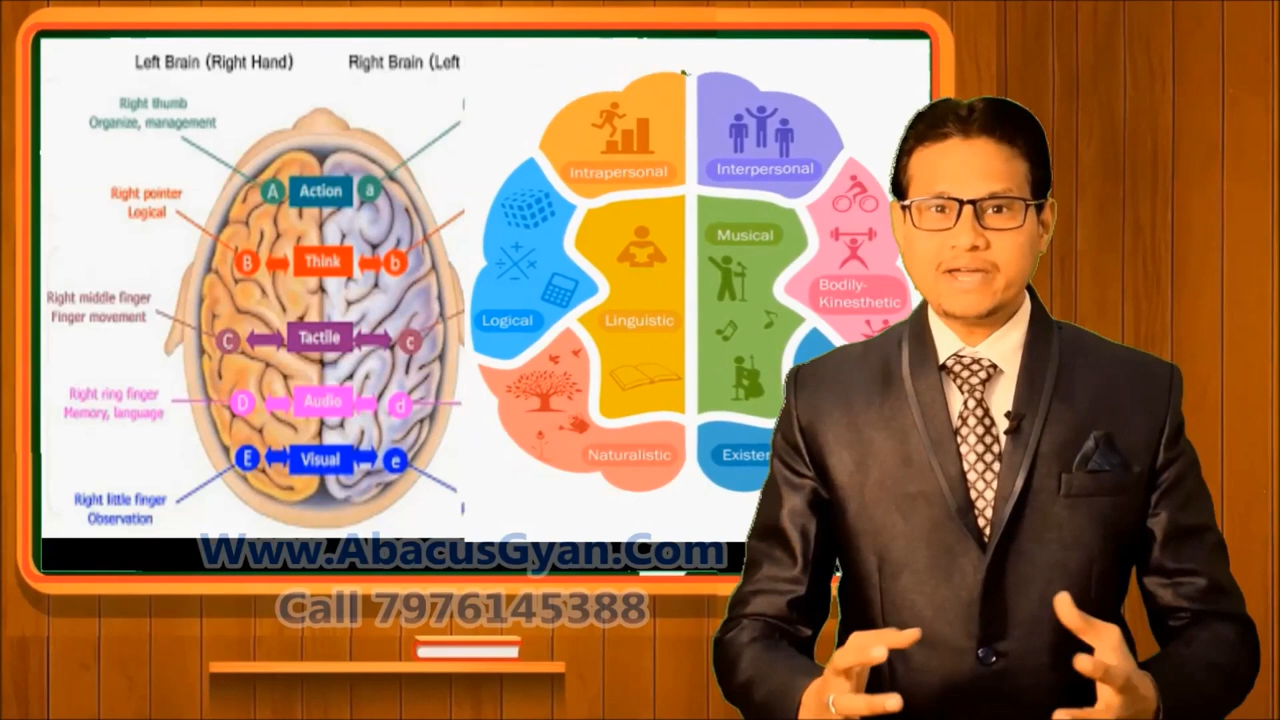 Left Brain (Right Hand)
Right Brain (Left
Right thumb
Organize, management
A Action a
Right pointer
Logical
B Think b
Right middle finger
Finger movement
C Tactile c
Right ring finger
Memory, language
D Audio d
E Visual e
Right little finger
Observation
Intrapersonal
Interpersonal
Musical
Bodily-
Kinesthetic
Logical
Linguistic
Naturalistic
Existen
Www.AbacusGyan.Com
Call 7976145388